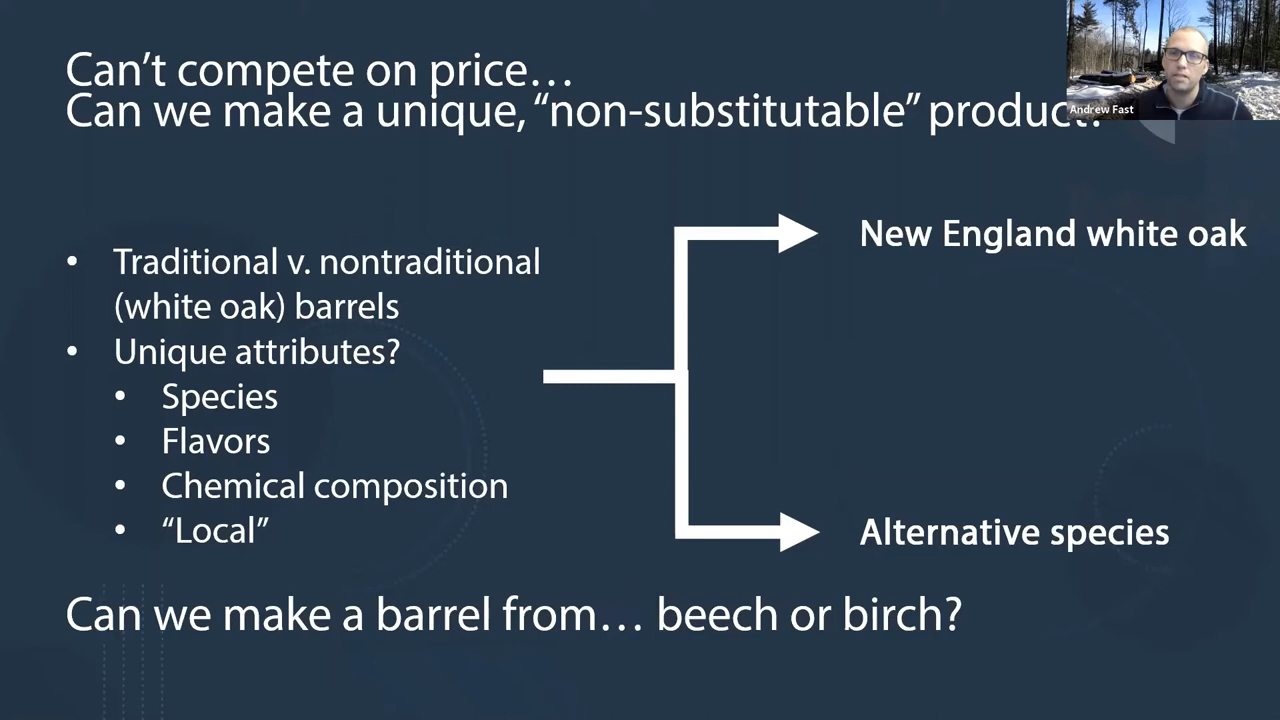 Can’t compete on price…
Can we make a unique, “non-substitutable” product?
Andrew Fast
• Traditional v. nontraditional
(white oak) barrels
• Unique attributes?
• Species
• Flavors
• Chemical composition
• “Local”
New England white oak
Alternative species
Can we make a barrel from… beech or birch?